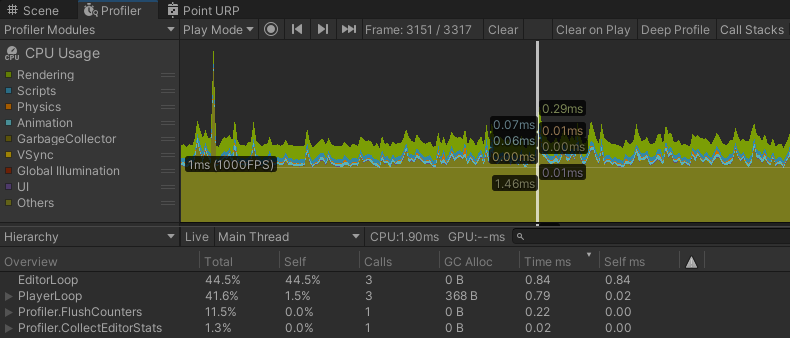 Scene Profiler Point URP
Profiler Modules Play Mode Frame: 3151 / 3317 Clear Clear on Play Deep Profile Call Stacks
CPU Usage
Rendering
Scripts
Physics
Animation
GarbageCollector
VSync
Global Illumination
UI
Others
0.29ms
0.07ms
0.01ms
0.06ms
0.00ms
0.00ms
1ms (1000FPS)
0.01ms
1.46ms
Hierarchy Live Main Thread CPU:1.90ms GPU:--ms
Overview Total Self Calls GC Alloc Time ms Self ms
EditorLoop 44.5% 44.5% 3 0 B 0.84 0.84
PlayerLoop 41.6% 1.5% 3 368 B 0.79 0.02
Profiler.FlushCounters 11.5% 0.0% 1 0 B 0.22 0.00
Profiler.CollectEditorStats 1.3% 0.0% 1 0 B 0.02 0.00